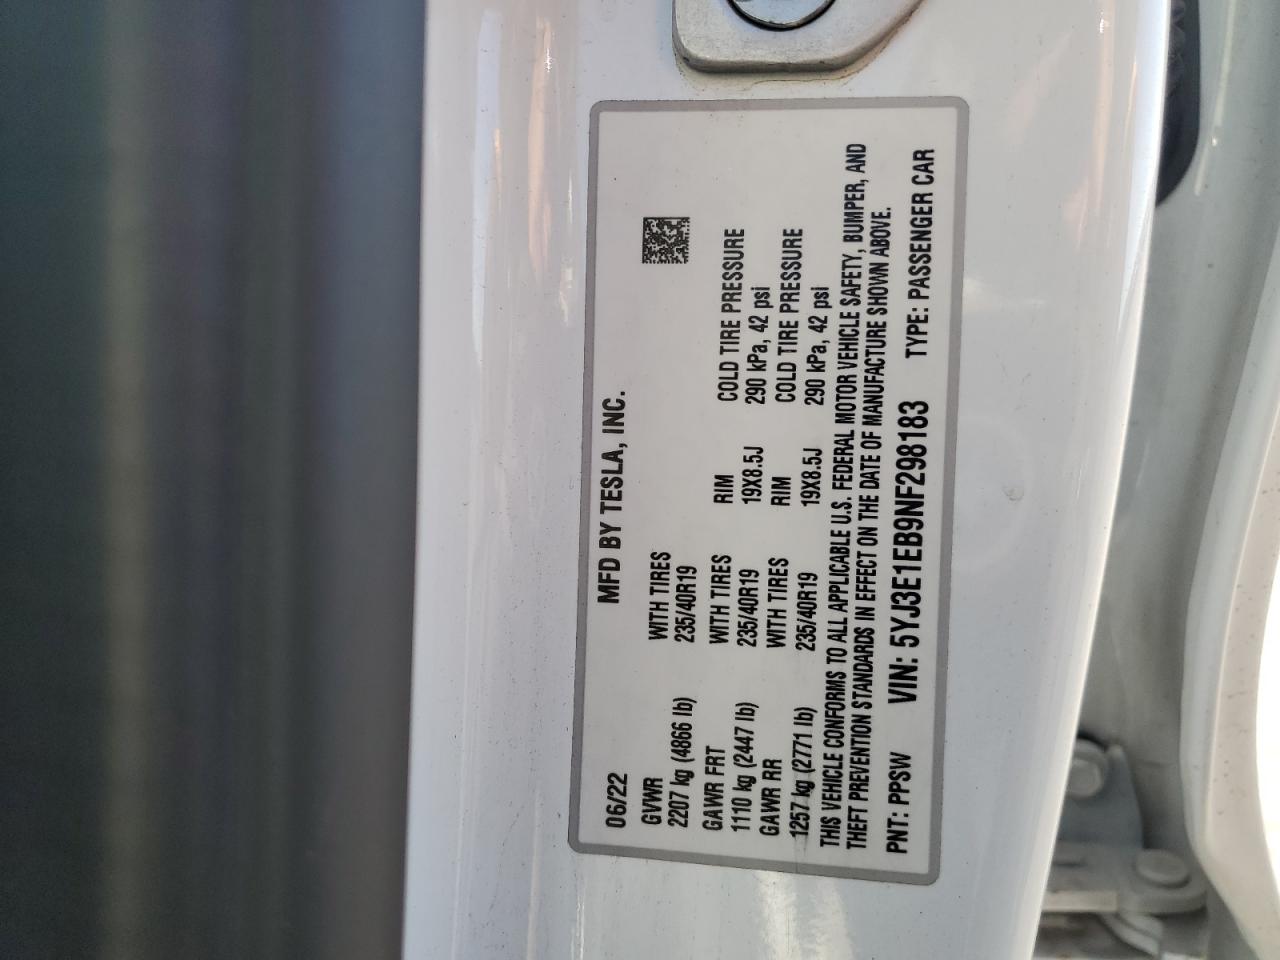 06/22 MFD BY TESLA, INC.
GVWR WITH TIRES
2207 kg (4866 lb) 235/40R19
GAWR FRT WITH TIRES RIM COLD TIRE PRESSURE
1110 kg (2447 lb) 235/40R19 19X8.5J 290 kPa, 42 psi
GAWR RR WITH TIRES RIM COLD TIRE PRESSURE
1257 kg (2771 lb) 235/40R19 19X8.5J 290 kPa, 42 psi
THIS VEHICLE CONFORMS TO ALL APPLICABLE U.S. FEDERAL MOTOR VEHICLE SAFETY, BUMPER, AND
THEFT PREVENTION STANDARDS IN EFFECT ON THE DATE OF MANUFACTURE SHOWN ABOVE.
PNT: PPSW VIN: 5YJ3E1EB9NF298183 TYPE: PASSENGER CAR